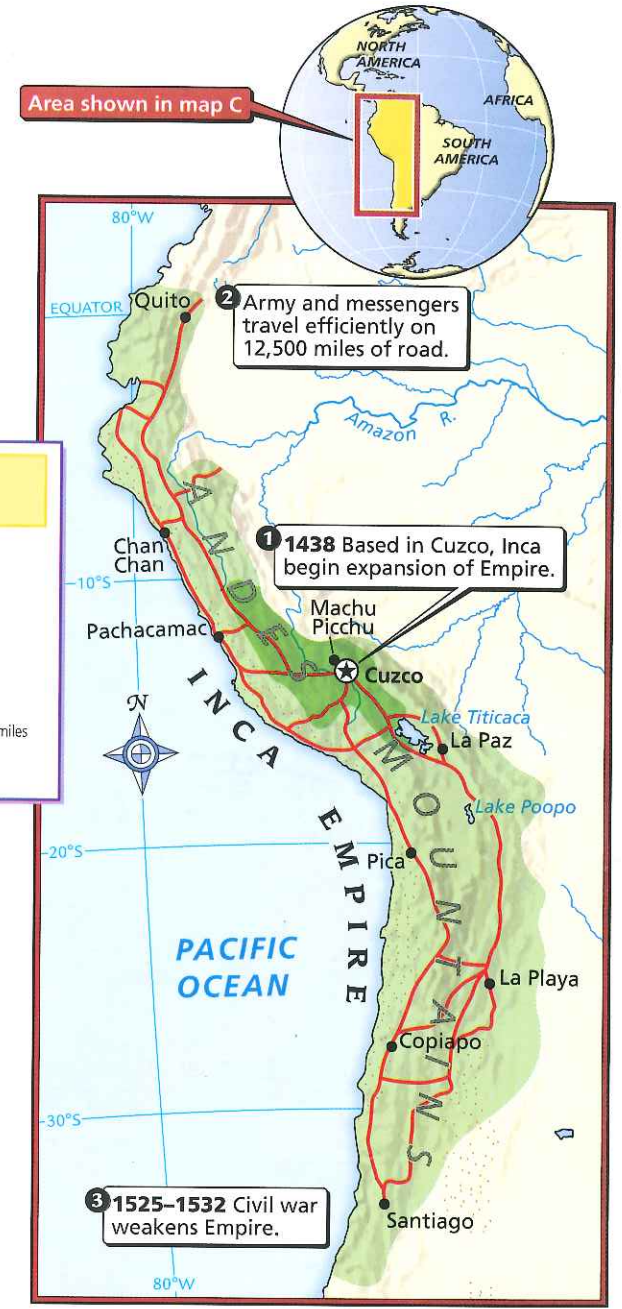 NORTH
AMERICA
AFRICA
Area shown in map C
SOUTH
AMERICA
80°W
EQUATOR
Quito
2 Army and messengers
travel efficiently on
12,500 miles of road.
Amazon R.
ANDES MOUNTAINS
1 1438 Based in Cuzco, Inca
begin expansion of Empire.
Chan
Chan
10°S
Machu
Picchu
Pachacamac
Cuzco
INCA EMPIRE
N
miles
Lake Titicaca
La Paz
Lake Poopo
20°S
Pica
PACIFIC
OCEAN
La Playa
Copiapo
30°S
3 1525–1532 Civil war
weakens Empire.
Santiago
80°W